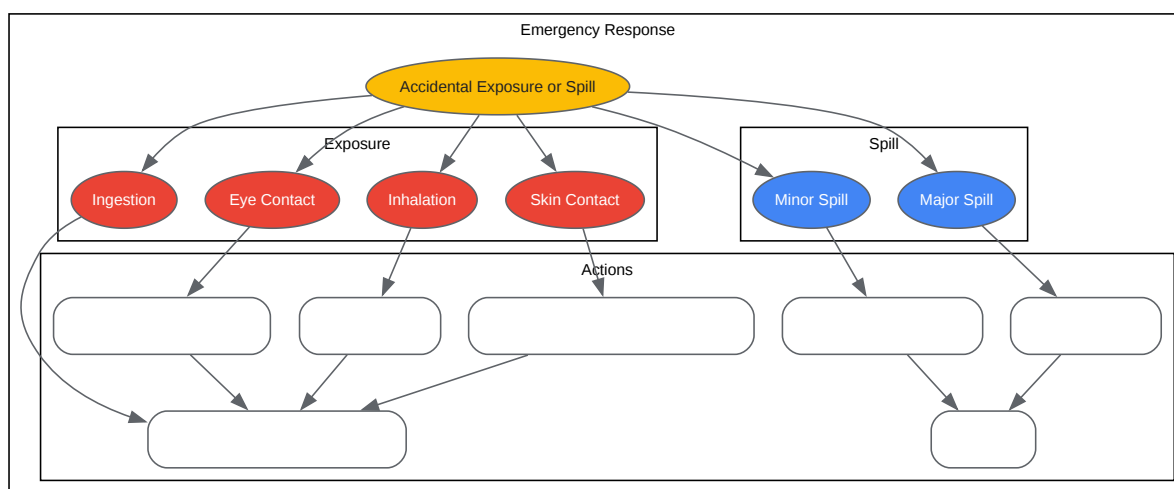 Emergency Response
Accidental Exposure or Spill
Exposure
Spill
Ingestion
Eye Contact
Inhalation
Skin Contact
Minor Spill
Major Spill
Actions